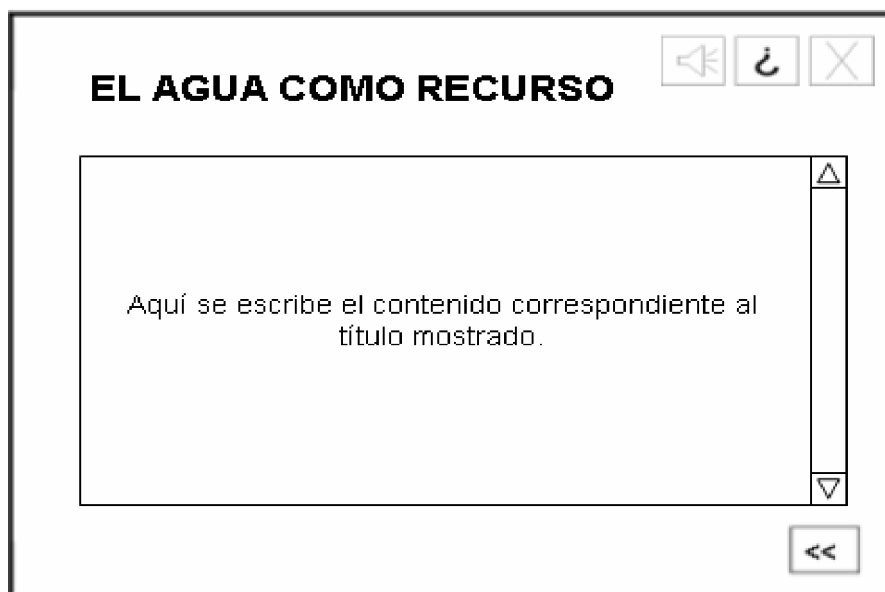 EL AGUA COMO RECURSO
¿
Aquí se escribe el contenido correspondiente al
título mostrado.
<<